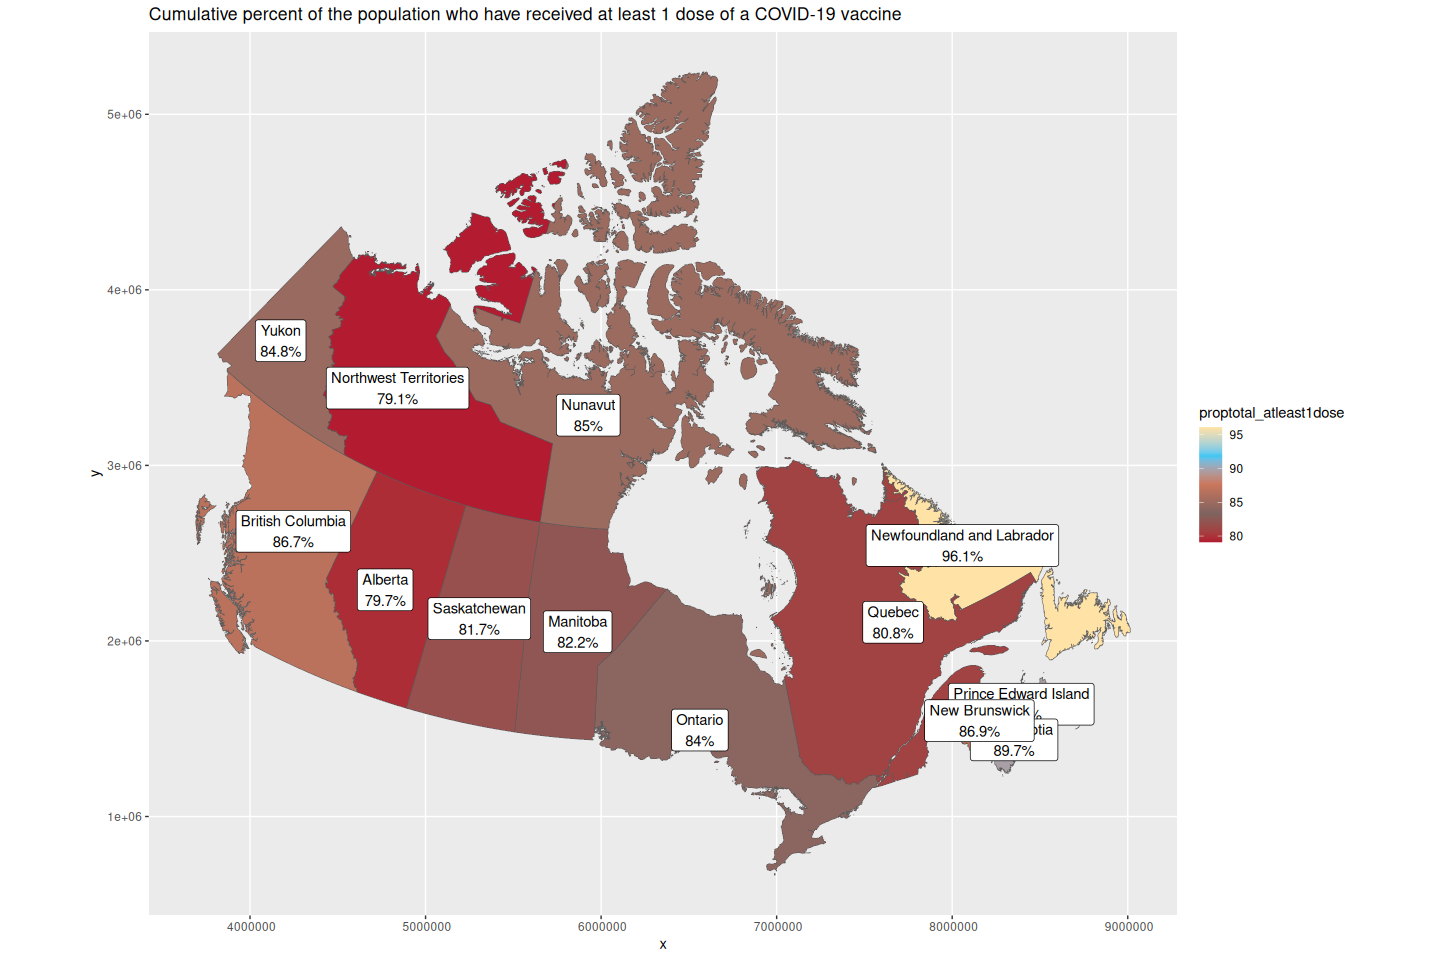 Cumulative percent of the population who have received at least 1 dose of a COVID-19 vaccine
5e+06
4e+06
3e+06
2e+06
1e+06
y
Yukon
84.8%
Northwest Territories
79.1%
Nunavut
85%
British Columbia
86.7%
Alberta
79.7%
Saskatchewan
81.7%
Manitoba
82.2%
Ontario
84%
Newfoundland and Labrador
96.1%
Quebec
80.8%
Prince Edward Island
%
New Brunswick
86.9%
89.7%
4000000
5000000
6000000
7000000
8000000
9000000
x
proptotal_atleast1dose
95
90
85
80